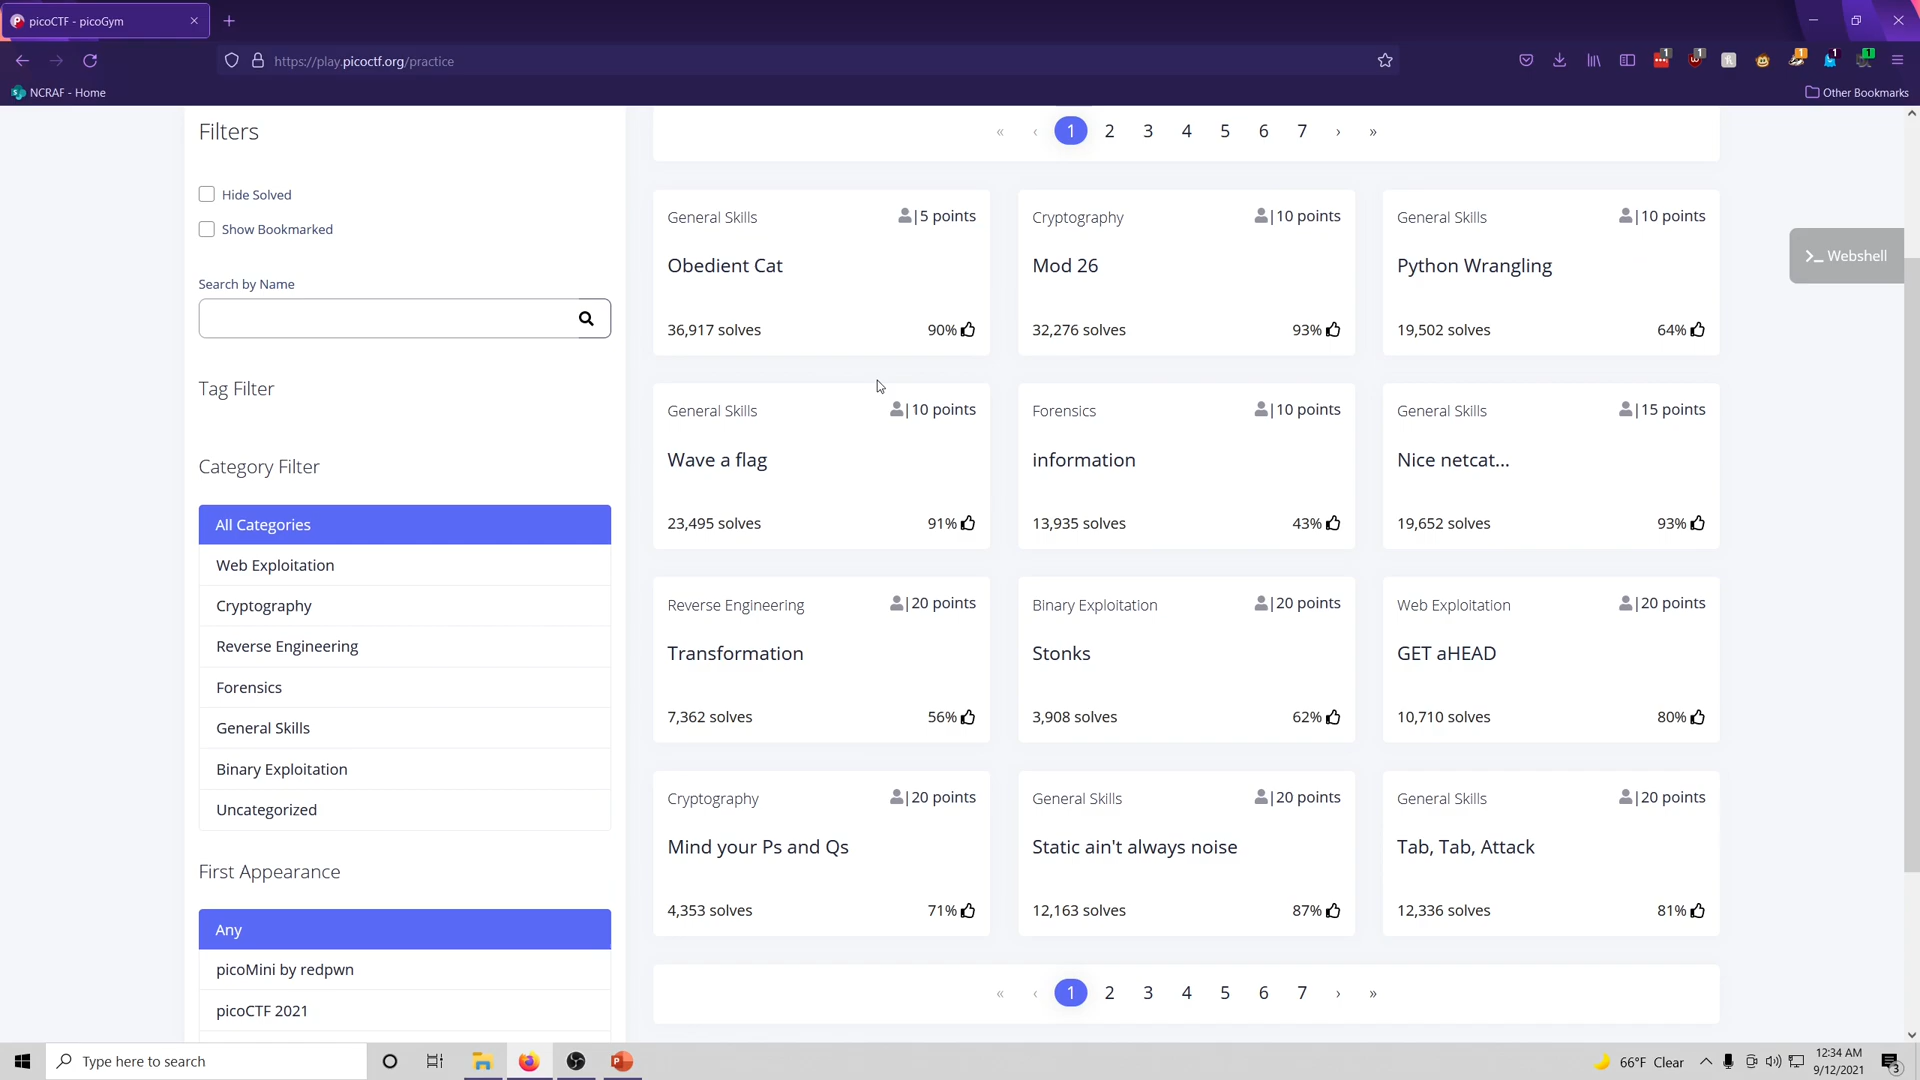 picoCTF - picoGym
https://play.picoctf.org/practice
NCRAF - Home
Other Bookmarks
Filters
Hide Solved
Show Bookmarked
Search by Name
Tag Filter
Category Filter
All Categories
Web Exploitation
Cryptography
Reverse Engineering
Forensics
General Skills
Binary Exploitation
Uncategorized
First Appearance
Any
picoMini by redpwn
picoCTF 2021
« ‹ 1 2 3 4 5 6 7 › »
General Skills |5 points
Obedient Cat
36,917 solves 90%
Cryptography |10 points
Mod 26
32,276 solves 93%
General Skills |10 points
Python Wrangling
19,502 solves 64%
General Skills |10 points
Wave a flag
23,495 solves 91%
Forensics |10 points
information
13,935 solves 43%
General Skills |15 points
Nice netcat...
19,652 solves 93%
Reverse Engineering |20 points
Transformation
7,362 solves 56%
Binary Exploitation |20 points
Stonks
3,908 solves 62%
Web Exploitation |20 points
GET aHEAD
10,710 solves 80%
Cryptography |20 points
Mind your Ps and Qs
4,353 solves 71%
General Skills |20 points
Static ain't always noise
12,163 solves 87%
General Skills |20 points
Tab, Tab, Attack
12,336 solves 81%
« ‹ 1 2 3 4 5 6 7 › »
>_ Webshell
Type here to search
66°F Clear
12:34 AM
9/12/2021
3